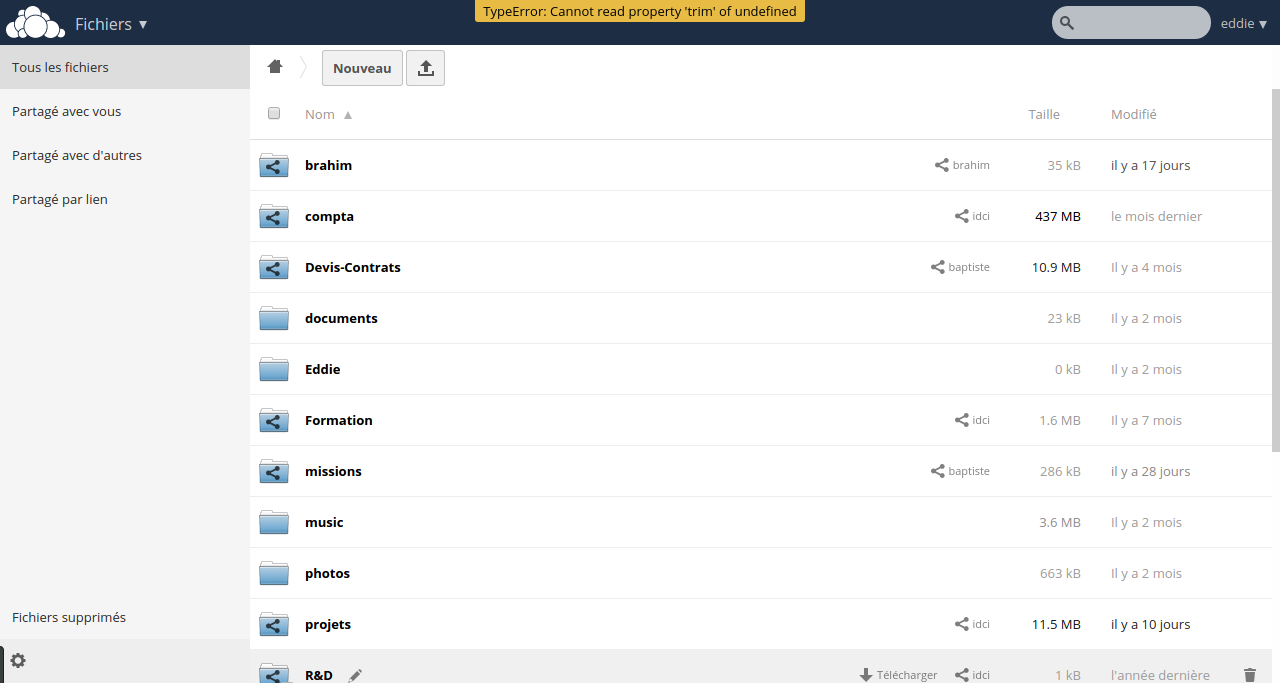 TypeError: Cannot read property 'trim' of undefined
Fichiers ▼
eddie ▼
Tous les fichiers
Partagé avec vous
Partagé avec d'autres
Partagé par lien
Fichiers supprimés
Nouveau
Nom ▲ Taille Modifié
brahim brahim 35 kB il y a 17 jours
compta idci 437 MB le mois dernier
Devis-Contrats baptiste 10.9 MB Il y a 4 mois
documents 23 kB Il y a 2 mois
Eddie 0 kB Il y a 2 mois
Formation idci 1.6 MB Il y a 7 mois
missions baptiste 286 kB il y a 28 jours
music 3.6 MB Il y a 2 mois
photos 663 kB Il y a 2 mois
projets idci 11.5 MB il y a 10 jours
R&D Télécharger idci 1 kB l'année dernière